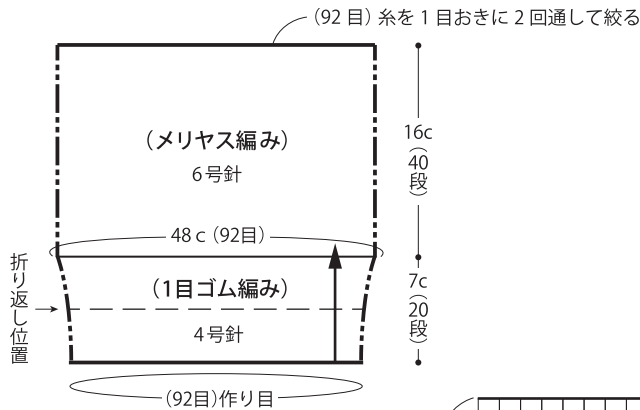 (92目)糸を1目おきに2回通して絞る
(メリヤス編み)
6号針
16c
(40段)
48c(92目)
折り返し位置
(1目ゴム編み)
4号針
7c
(20段)
(92目)作り目